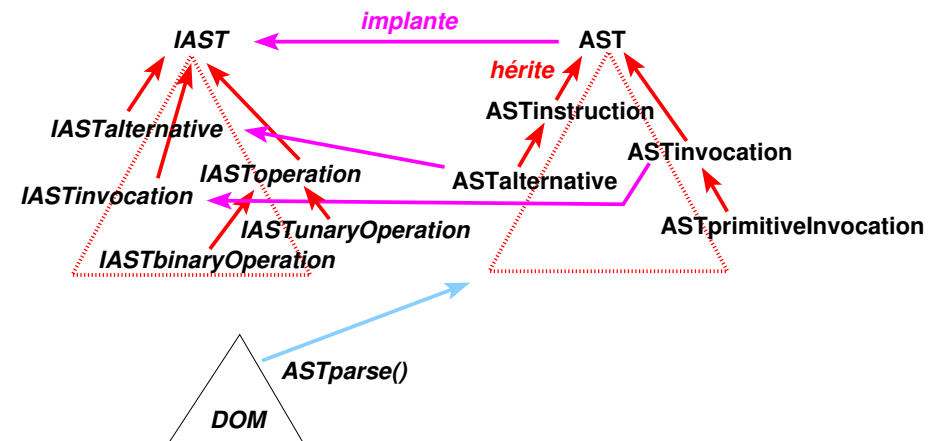 implante
IAST
AST
hérite
ASTinstruction
IASTalternative
ASTinvocation
IASToperation
ASTalternative
IASTinvocation
ASTprimitiveInvocation
IASTunaryOperation
IASTbinaryOperation
ASTparse()
DOM